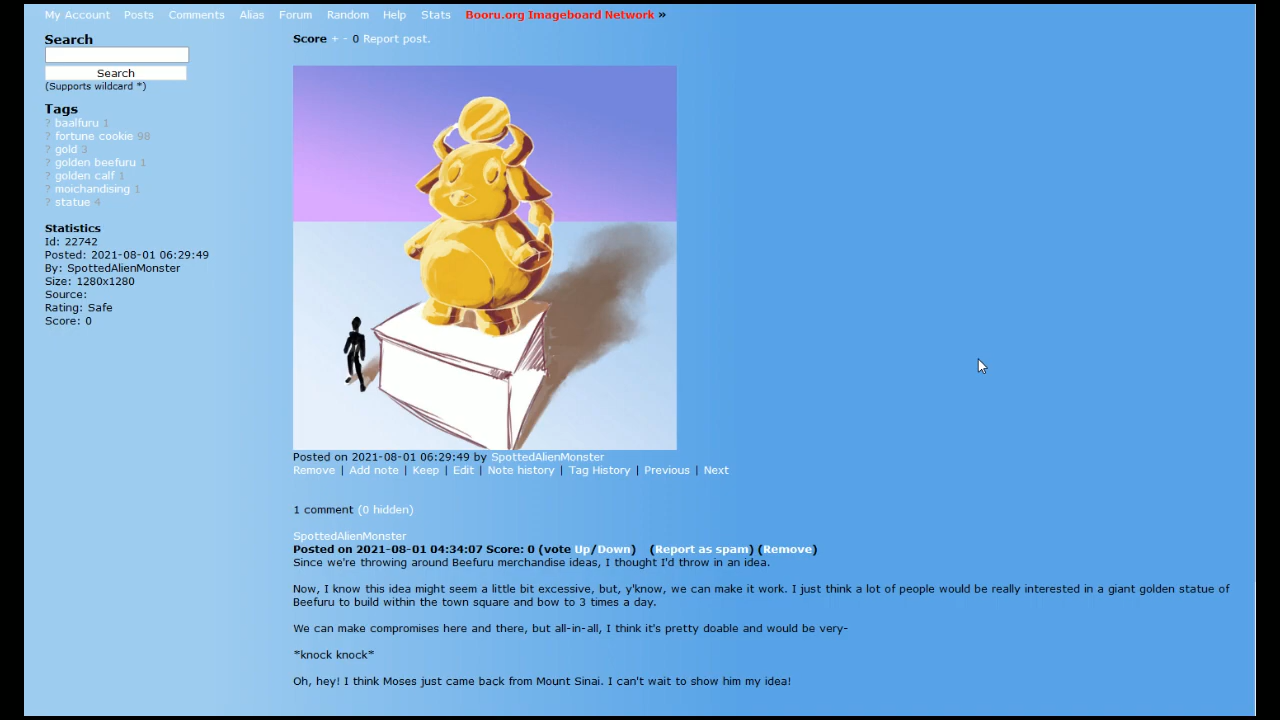 My Account Posts Comments Alias Forum Random Help Stats Booru.org Imageboard Network »
Search
Search
(Supports wildcard *)
Tags
? baalfuru 1
? fortune cookie 98
? gold 3
? golden beefuru 1
? golden calf 1
? moichandising 1
? statue 4
Statistics
Id: 22742
Posted: 2021-08-01 06:29:49
By: SpottedAlienMonster
Size: 1280x1280
Source:
Rating: Safe
Score: 0
Score + - 0 Report post.
Posted on 2021-08-01 06:29:49 by SpottedAlienMonster
Remove | Add note | Keep | Edit | Note history | Tag History | Previous | Next
1 comment (0 hidden)
SpottedAlienMonster
Posted on 2021-08-01 04:34:07 Score: 0 (vote Up/Down) (Report as spam) (Remove)
Since we're throwing around Beefuru merchandise ideas, I thought I'd throw in an idea.
Now, I know this idea might seem a little bit excessive, but, y'know, we can make it work. I just think a lot of people would be really interested in a giant golden statue of
Beefuru to build within the town square and bow to 3 times a day.
We can make compromises here and there, but all-in-all, I think it's pretty doable and would be very-
*knock knock*
Oh, hey! I think Moses just came back from Mount Sinai. I can't wait to show him my idea!